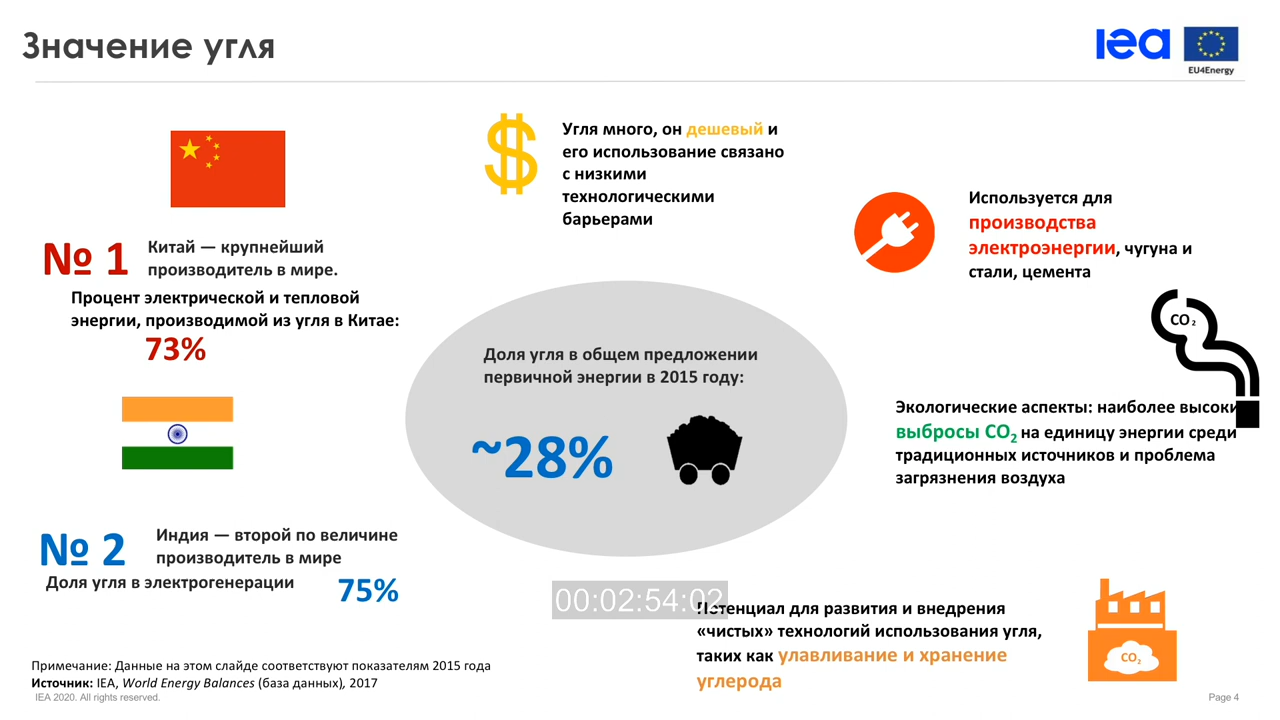 Значение угля
iea
EU4Energy
№ 1
Китай — крупнейший
производитель в мире.
Процент электрической и тепловой
энергии, производимой из угля в Китае:
73%
№ 2
Индия — второй по величине
производитель в мире
Доля угля в электрогенерации
75%
$
Угля много, он дешевый и
его использование связано
с низкими
технологическими
барьерами
Доля угля в общем предложении
первичной энергии в 2015 году:
~28%
Используется для
производства
электроэнергии, чугуна и
стали, цемента
CO₂
Экологические аспекты: наиболее высоки
выбросы CO₂ на единицу энергии среди
традиционных источников и проблема
загрязнения воздуха
00:02:54:02
Потенциал для развития и внедрения
«чистых» технологий использования угля,
таких как улавливание и хранение
углерода
CO₂
Примечание: Данные на этом слайде соответствуют показателям 2015 года
Источник: IEA, World Energy Balances (база данных), 2017
IEA 2020. All rights reserved.
Page 4